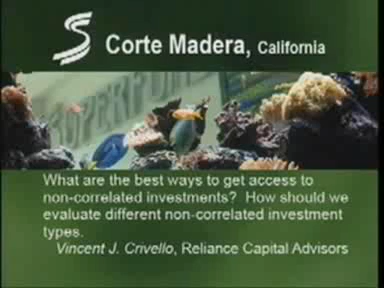 Corte Madera, California
SUPERFUND
What are the best ways to get access to
non-correlated investments? How should we
evaluate different non-correlated investment
types.
Vincent J. Crivello, Reliance Capital Advisors